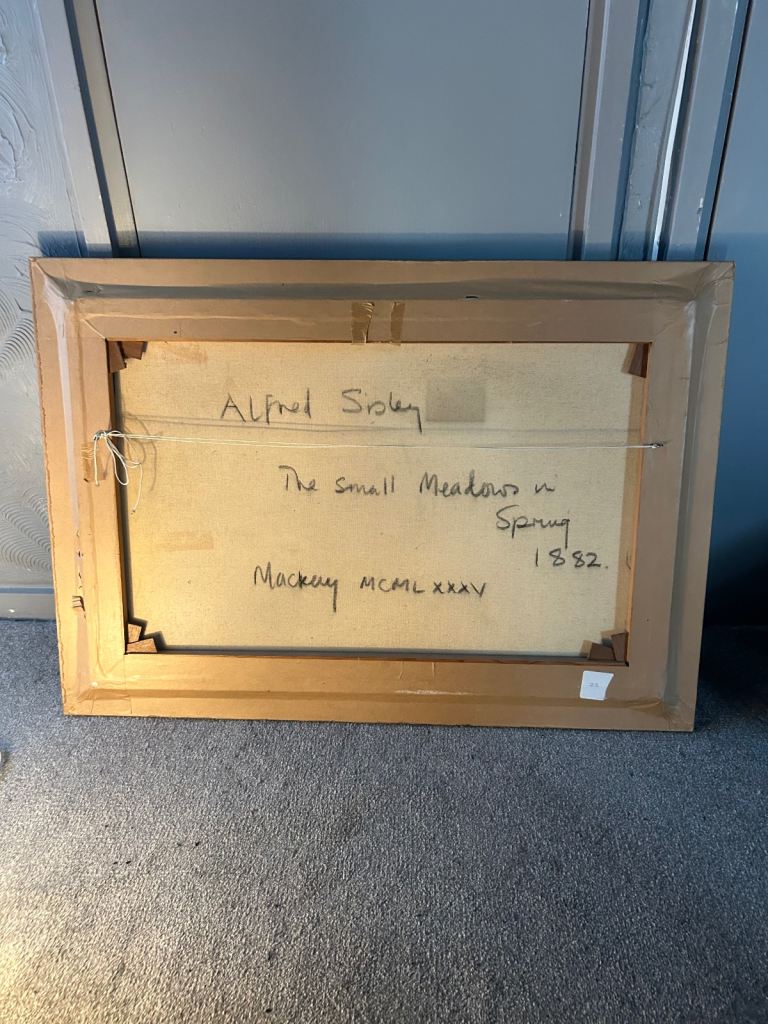 Alfred Sisley
The Small Meadows in
Spring
1882.
Mackay MCMLXXXV